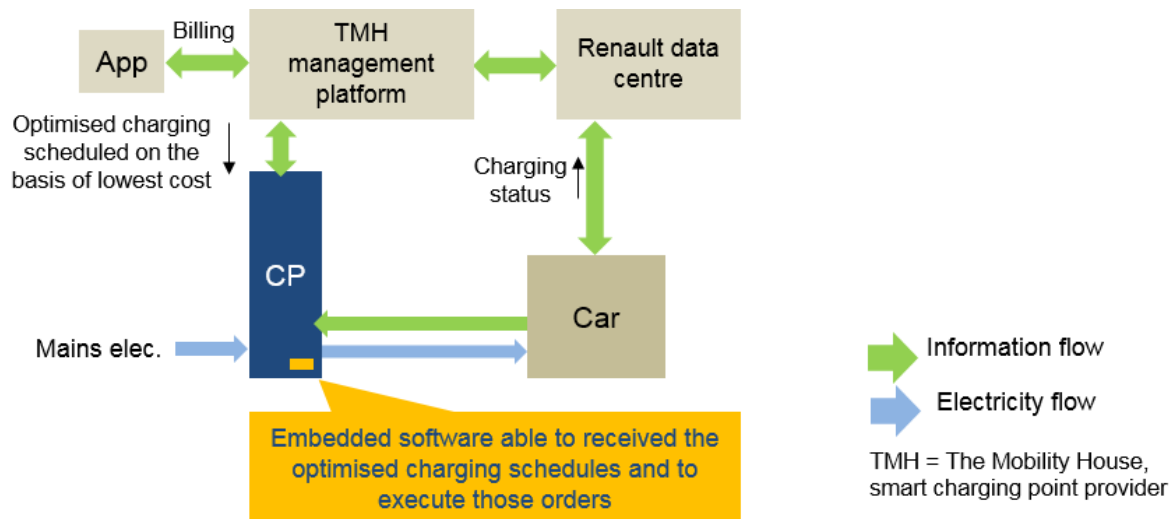 Billing
App
TMH
management
platform
Renault data
centre
Optimised charging
scheduled on the
basis of lowest cost
Charging
status
CP
Car
Mains elec.
Embedded software able to received the
optimised charging schedules and to
execute those orders
Information flow
Electricity flow
TMH = The Mobility House,
smart charging point provider